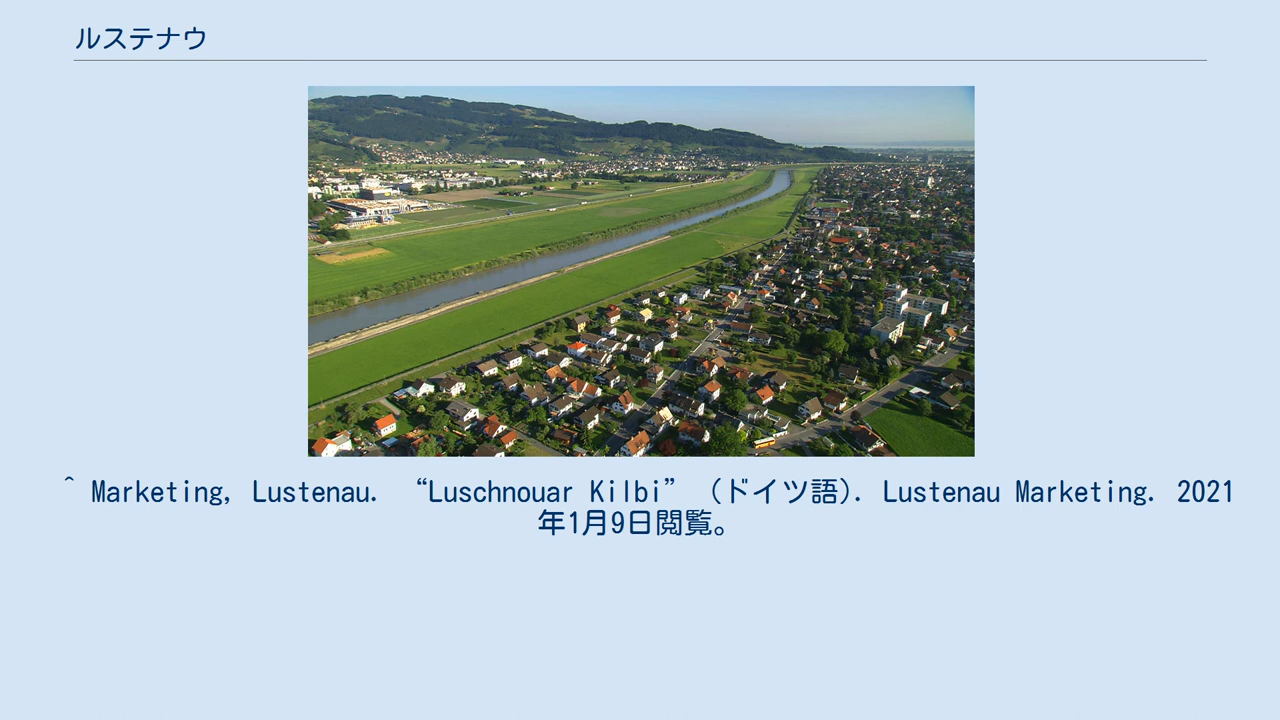 ルステナウ
^ Marketing, Lustenau. “Luschnouar Kilbi” (ドイツ語). Lustenau Marketing. 2021
年1月9日閲覧。